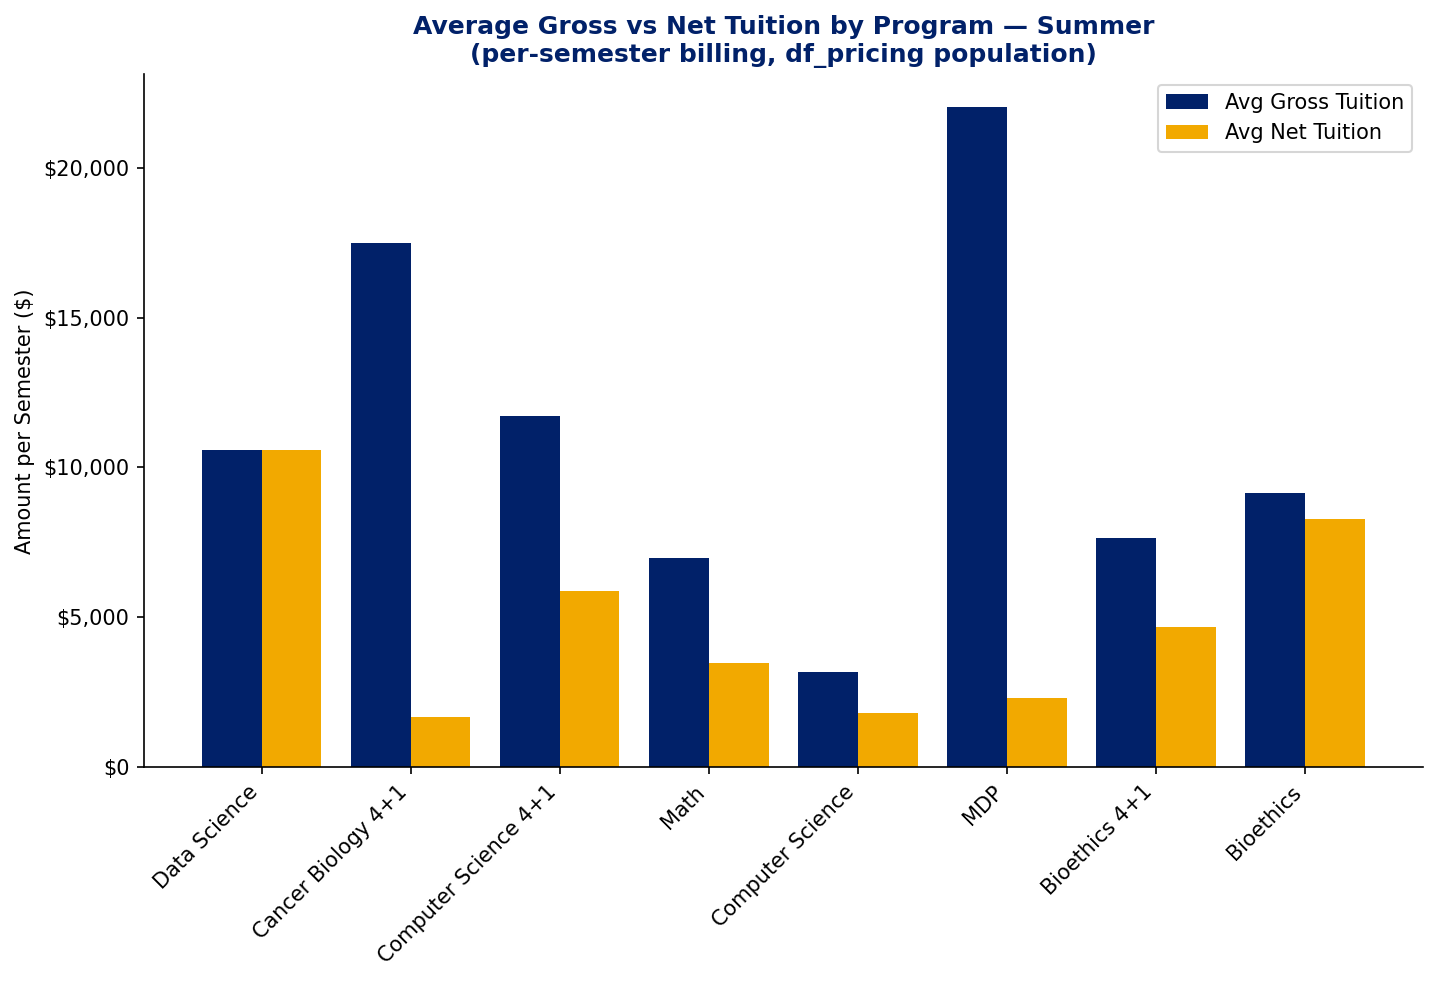 Average Gross vs Net Tuition by Program — Summer
(per-semester billing, df_pricing population)
Avg Gross Tuition
Avg Net Tuition
Amount per Semester ($)
$20,000
$15,000
$10,000
$5,000
$0
Data Science
Cancer Biology 4+1
Computer Science 4+1
Math
Computer Science
MDP
Bioethics 4+1
Bioethics